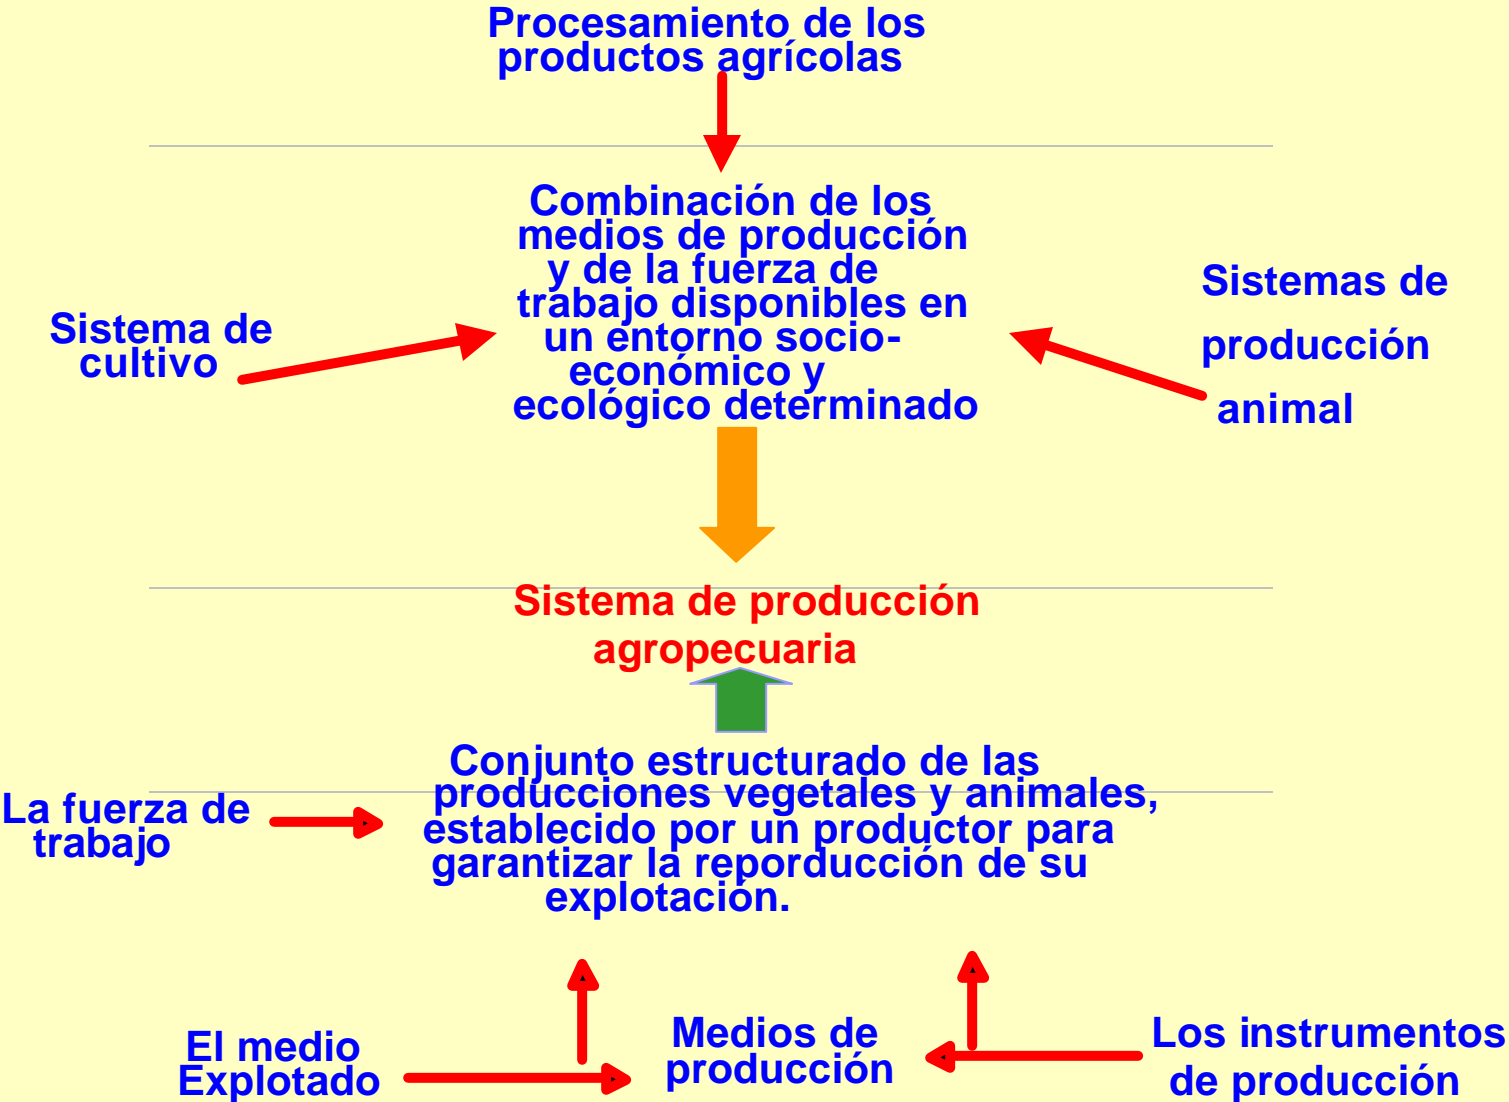 Procesamiento de los
productos agrícolas
Combinación de los
medios de producción
y de la fuerza de
trabajo disponibles en
un entorno socio-
económico y
ecológico determinado
Sistema de
cultivo
Sistemas de
producción
animal
Sistema de producción
agropecuaria
Conjunto estructurado de las
producciones vegetales y animales,
establecido por un productor para
garantizar la reporducción de su
explotación.
La fuerza de
trabajo
El medio
Explotado
Medios de
producción
Los instrumentos
de producción